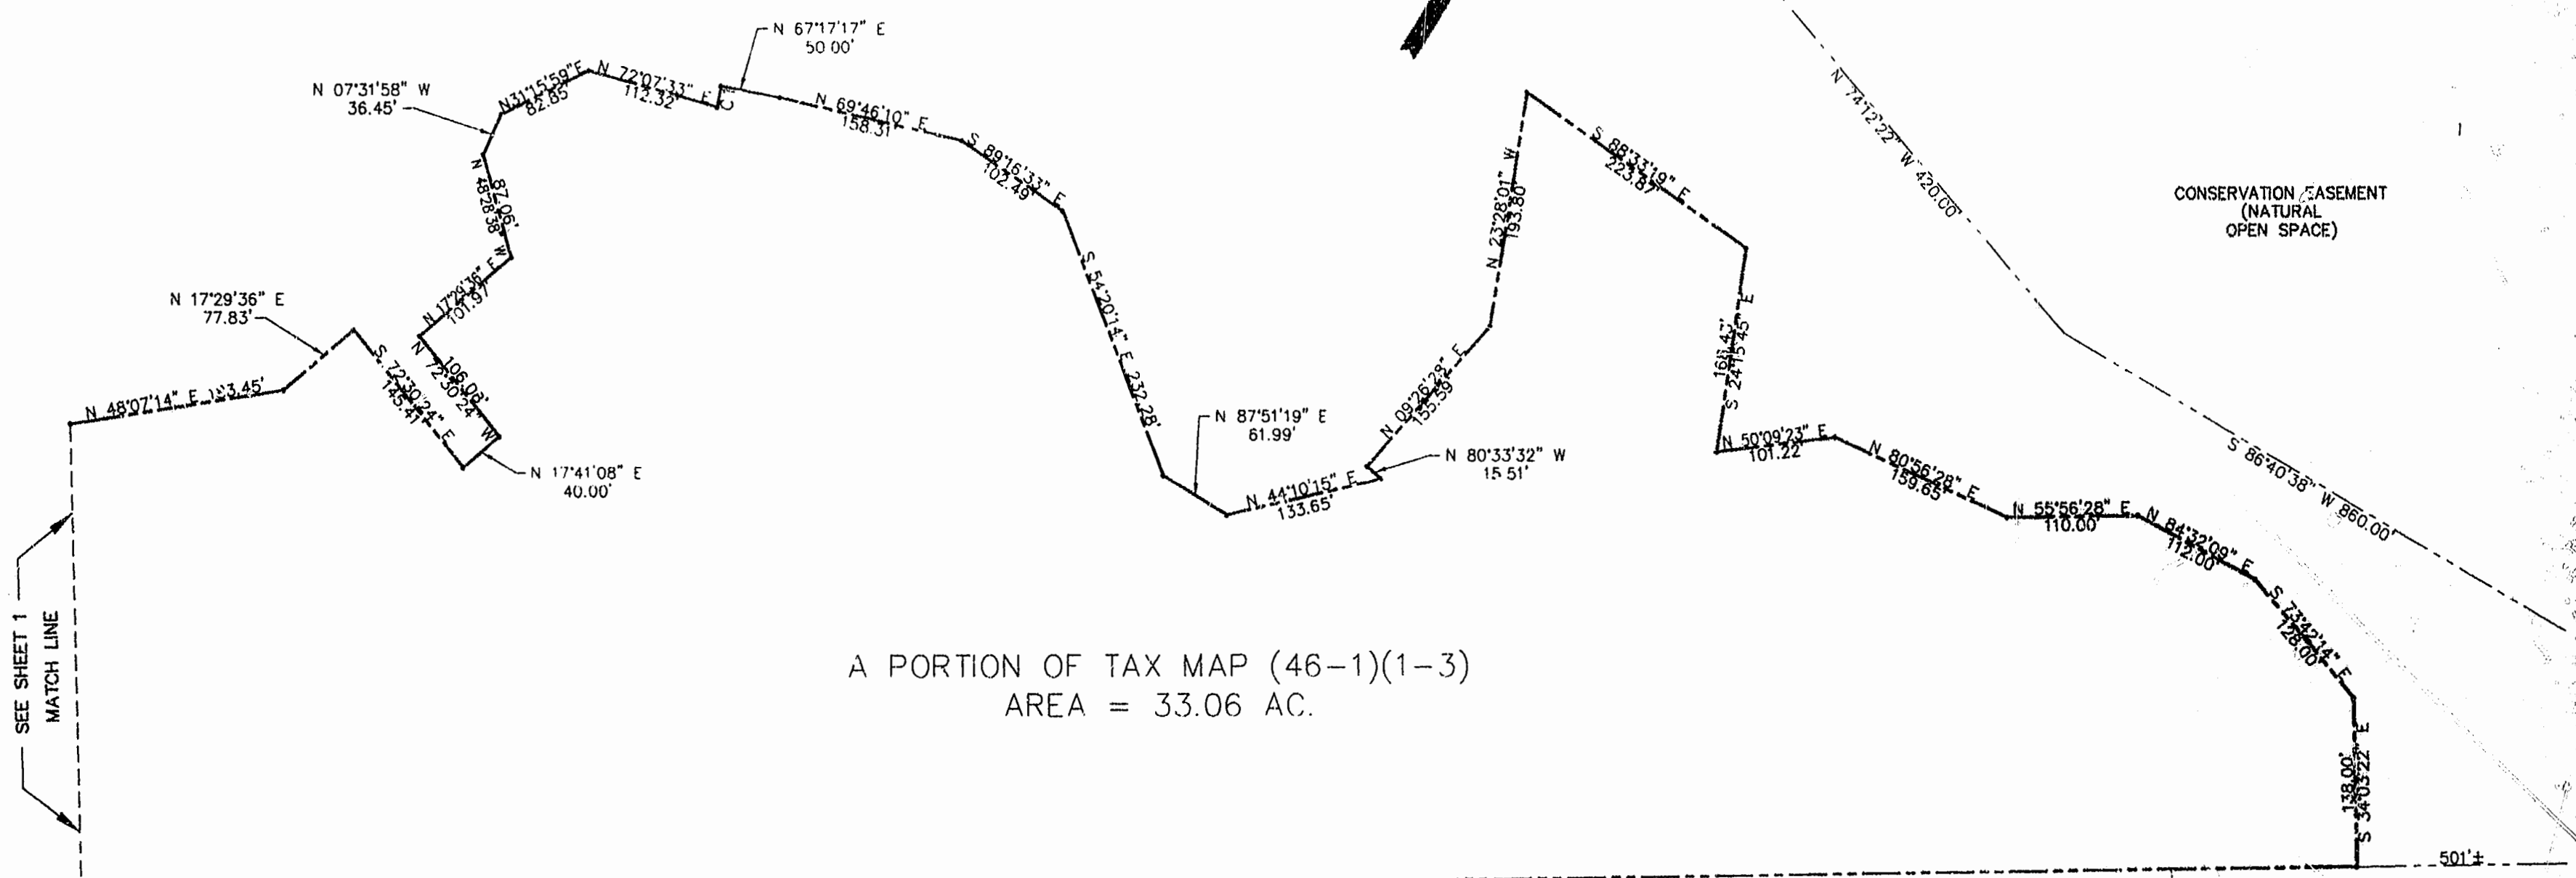 N 67°17'17" E
50.00'
N 07°31'58" W
36.45'
N31°15'59"E
82.85'
N 72°07'33" E
112.32'
N 69°46'10" E
158.31'
S 89°16'33" E
102.49'
N 48°28'38" W
87.06'
N 17°29'36" E
101.97'
N 17°29'36" E
77.83'
N 48°07'14" E
S 72°30'24" E
145.41'
N 72°30'24" W
106.08'
N 17°41'08" E
40.00'
S 54°20'14" E 232.28'
N 87°51'19" E
61.99'
N 44°10'15" E
133.65'
N 80°33'32" W
15.51'
N 09°26'28" E
155.59'
N 23°28'01" W
193.80'
S 88°33'19" E
223.87'
S 24°15'45" E
N 50°09'23" E
101.22'
N 80°56'28" E
159.65'
N 55°56'28" E
110.00'
N 84°32'09" E
112.00'
S 73°42'14" E
128.00'
138.00'
S 34°03'22" E
501'±
N 74°12'22" W 420.00'
S 86°40'38" W 860.00'
CONSERVATION EASEMENT
(NATURAL
OPEN SPACE)
SEE SHEET 1
MATCH LINE
A PORTION OF TAX MAP (46-1)(1-3)
AREA = 33.06 AC.